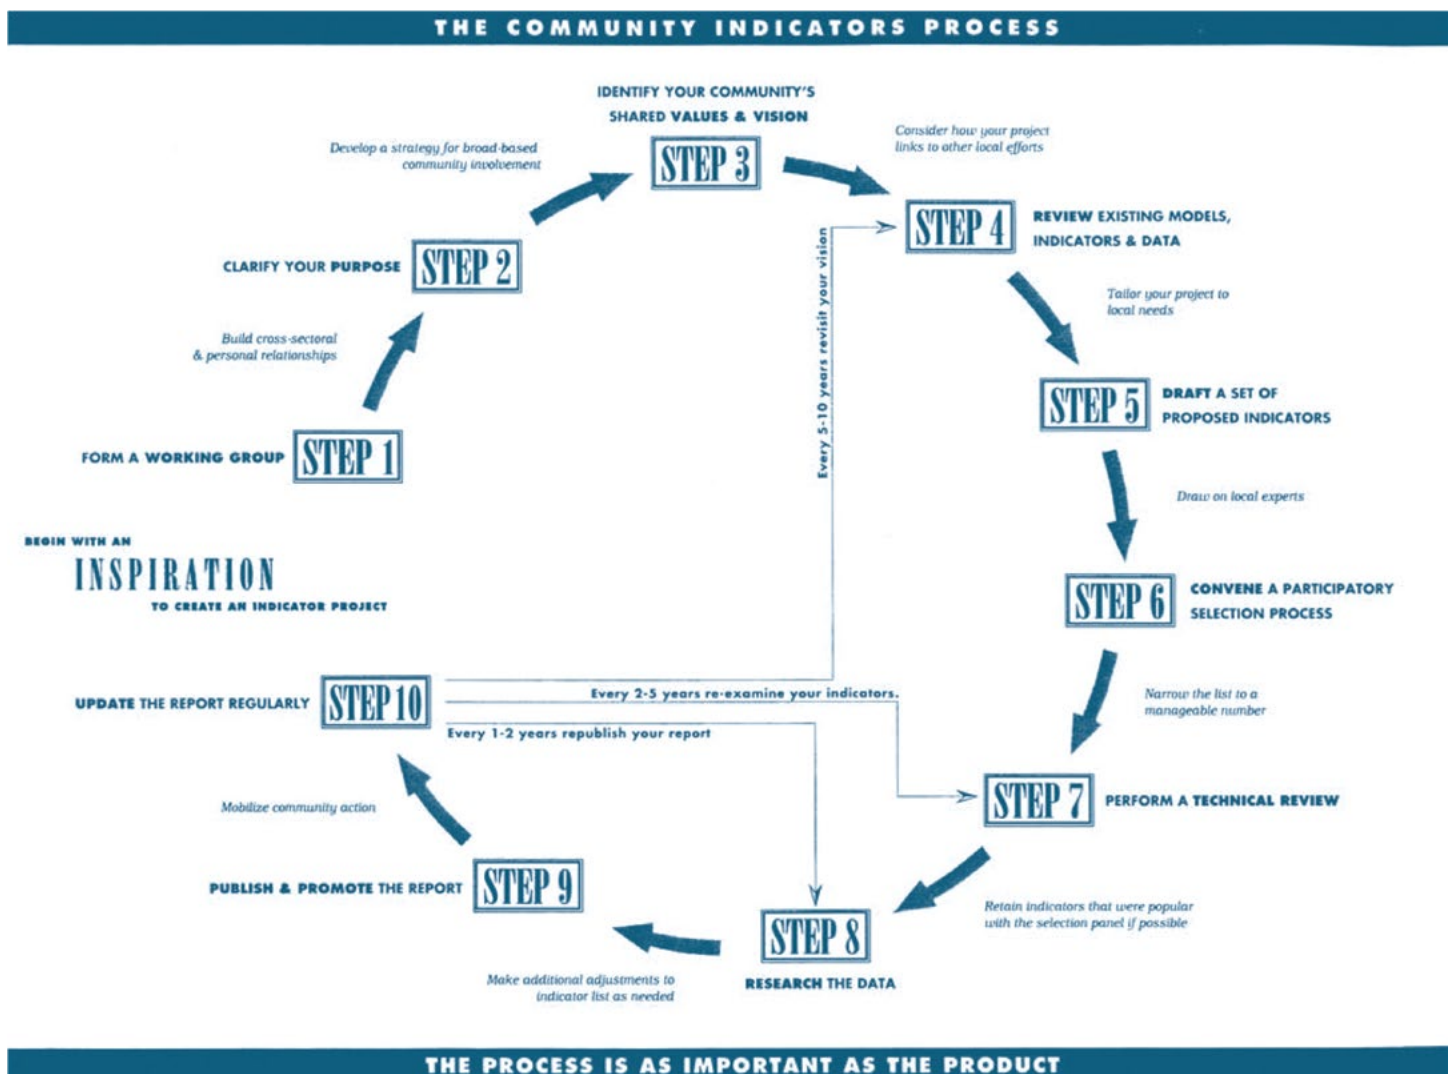 THE COMMUNITY INDICATORS PROCESS
BEGIN WITH AN
INSPIRATION
TO CREATE AN INDICATOR PROJECT
FORM A WORKING GROUP
STEP 1
Build cross-sectoral
& personal relationships
CLARIFY YOUR PURPOSE
STEP 2
Develop a strategy for broad-based
community involvement
IDENTIFY YOUR COMMUNITY'S
SHARED VALUES & VISION
STEP 3
Consider how your project
links to other local efforts
STEP 4
REVIEW EXISTING MODELS,
INDICATORS & DATA
Tailor your project to
local needs
STEP 5
DRAFT A SET OF
PROPOSED INDICATORS
Draw on local experts
STEP 6
CONVENE A PARTICIPATORY
SELECTION PROCESS
Narrow the list to a
manageable number
STEP 7
PERFORM A TECHNICAL REVIEW
Retain indicators that were popular
with the selection panel if possible
STEP 8
RESEARCH THE DATA
Make additional adjustments to
indicator list as needed
PUBLISH & PROMOTE THE REPORT
STEP 9
Mobilize community action
UPDATE THE REPORT REGULARLY
STEP 10
Every 5-10 years revisit your vision
Every 2-5 years re-examine your indicators.
Every 1-2 years republish your report
THE PROCESS IS AS IMPORTANT AS THE PRODUCT